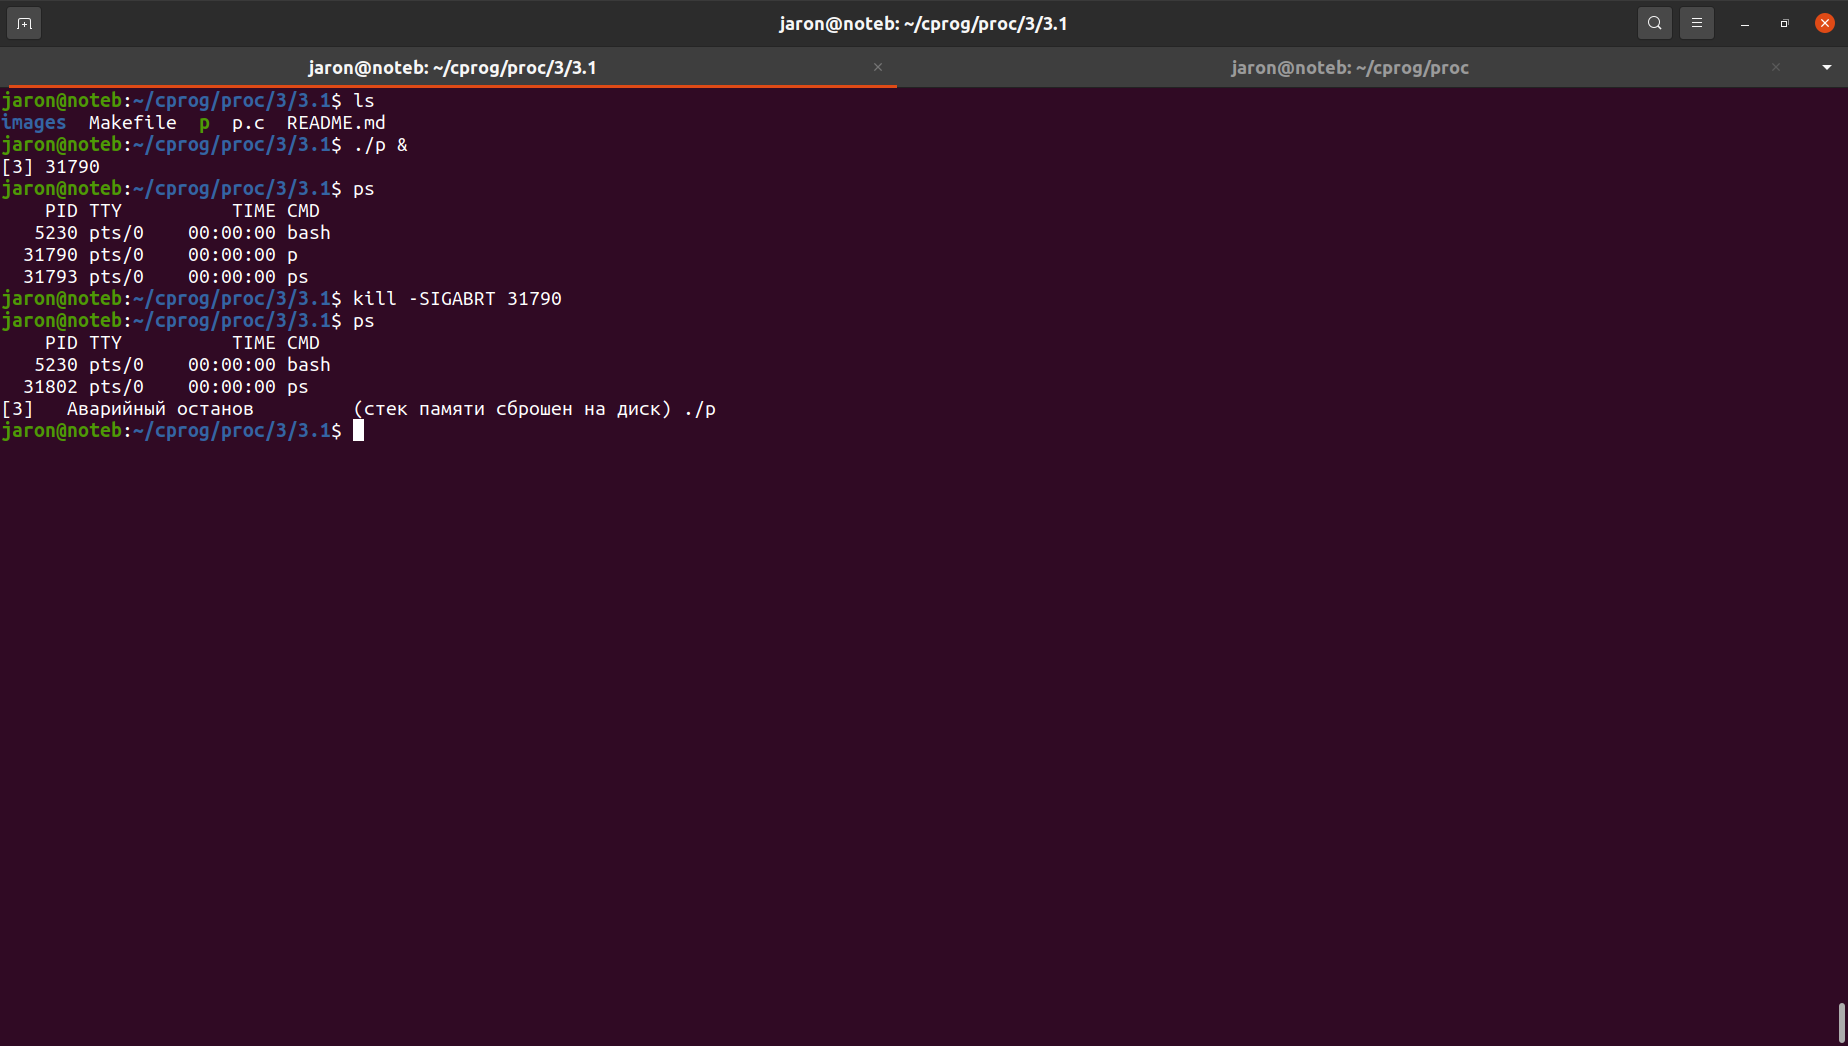 jaron@noteb: ~/cprog/proc/3/3.1
jaron@noteb: ~/cprog/proc/3/3.1
jaron@noteb: ~/cprog/proc
jaron@noteb:~/cprog/proc/3/3.1$ ls
images  Makefile  p  p.c  README.md
jaron@noteb:~/cprog/proc/3/3.1$ ./p &
[3] 31790
jaron@noteb:~/cprog/proc/3/3.1$ ps
    PID TTY          TIME CMD
   5230 pts/0    00:00:00 bash
  31790 pts/0    00:00:00 p
  31793 pts/0    00:00:00 ps
jaron@noteb:~/cprog/proc/3/3.1$ kill -SIGABRT 31790
jaron@noteb:~/cprog/proc/3/3.1$ ps
    PID TTY          TIME CMD
   5230 pts/0    00:00:00 bash
  31802 pts/0    00:00:00 ps
[3]   Аварийный останов         (стек памяти сброшен на диск) ./p
jaron@noteb:~/cprog/proc/3/3.1$